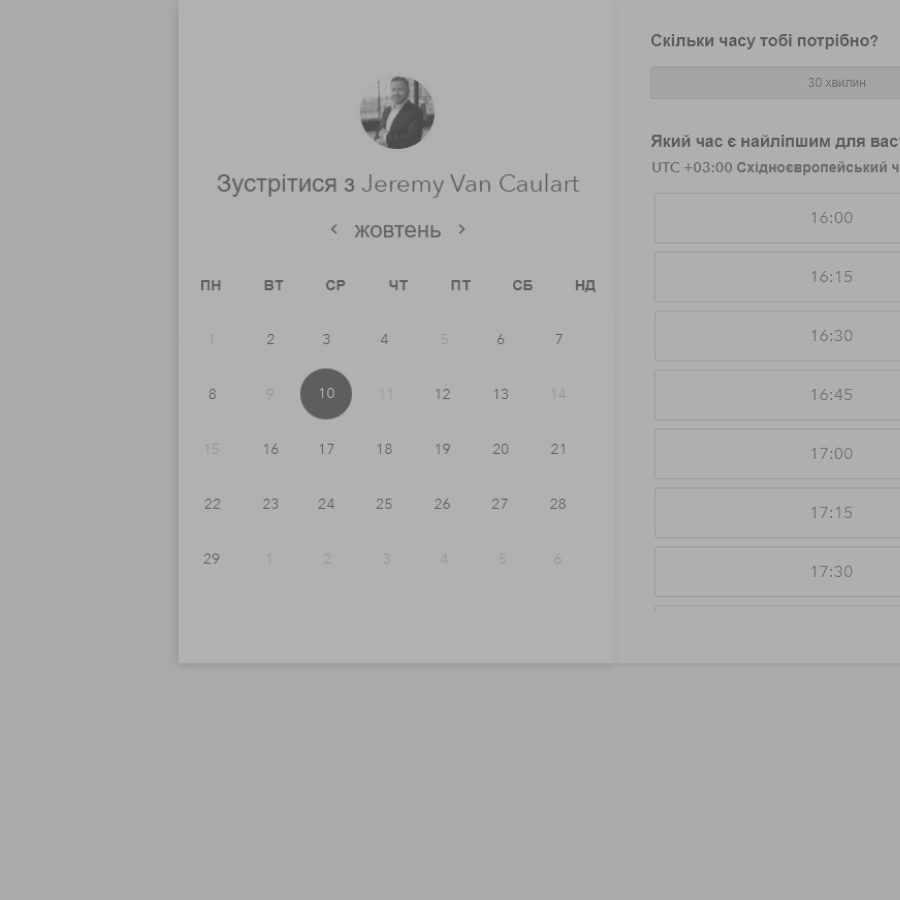 Зустрітися з Jeremy Van Caulart
жовтень
ПН ВТ СР ЧТ ПТ СБ НД
1 2 3 4 5 6 7
8 9 10 11 12 13 14
15 16 17 18 19 20 21
22 23 24 25 26 27 28
29 1 2 3 4 5 6
Скільки часу тобі потрібно?
30 хвилин
Який час є найліпшим для вас
UTC +03:00 Східноєвропейський ч
16:00
16:15
16:30
16:45
17:00
17:15
17:30